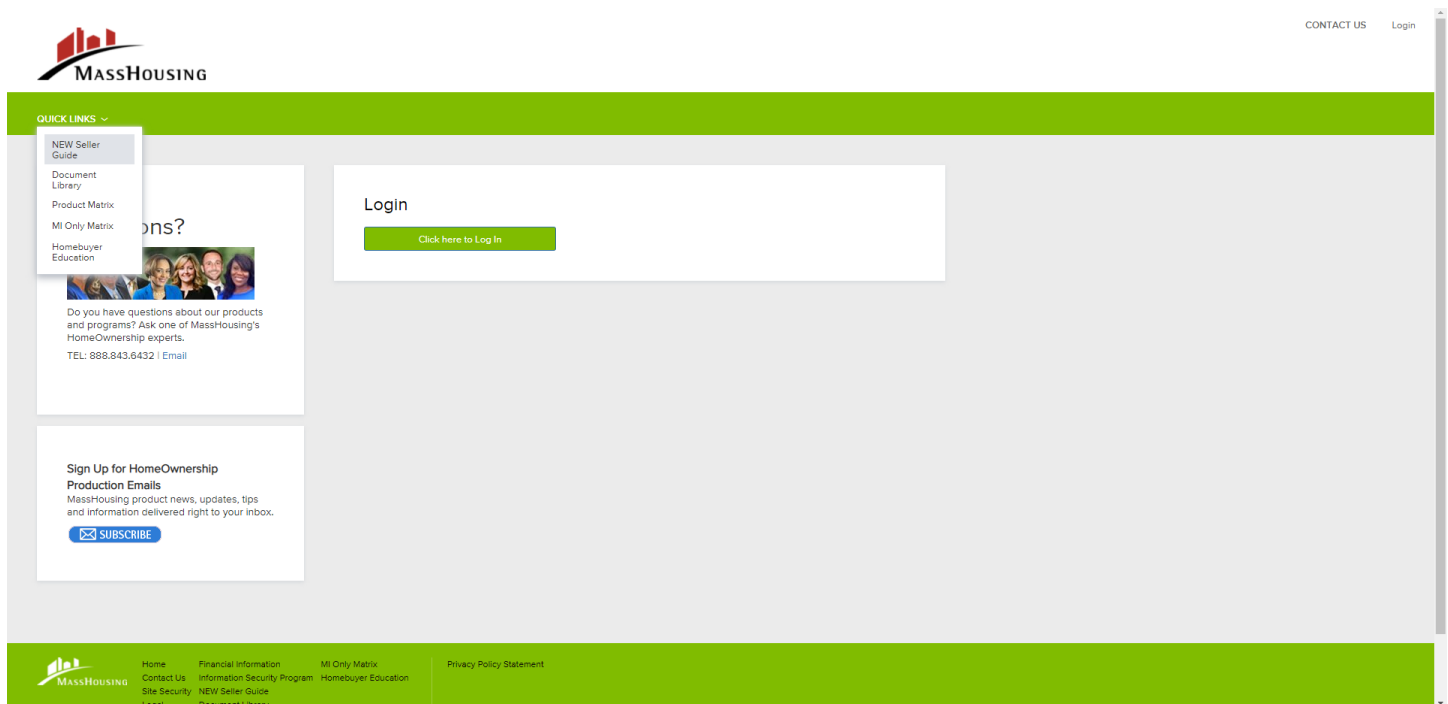 CONTACT US Login
MASSHOUSING
QUICK LINKS
NEW Seller
Guide
Document
Library
Product Matrix
MI Only Matrix
Homebuyer
Education
ons?
Do you have questions about our products
and programs? Ask one of MassHousing's
HomeOwnership experts.
TEL: 888.843.6432 | Email
Login
Click here to Log In
Sign Up for HomeOwnership
Production Emails
MassHousing product news, updates, tips
and information delivered right to your inbox.
SUBSCRIBE
MASSHOUSING
Home Financial Information MI Only Matrix Privacy Policy Statement
Contact Us Information Security Program Homebuyer Education
Site Security NEW Seller Guide
Legal Document Library